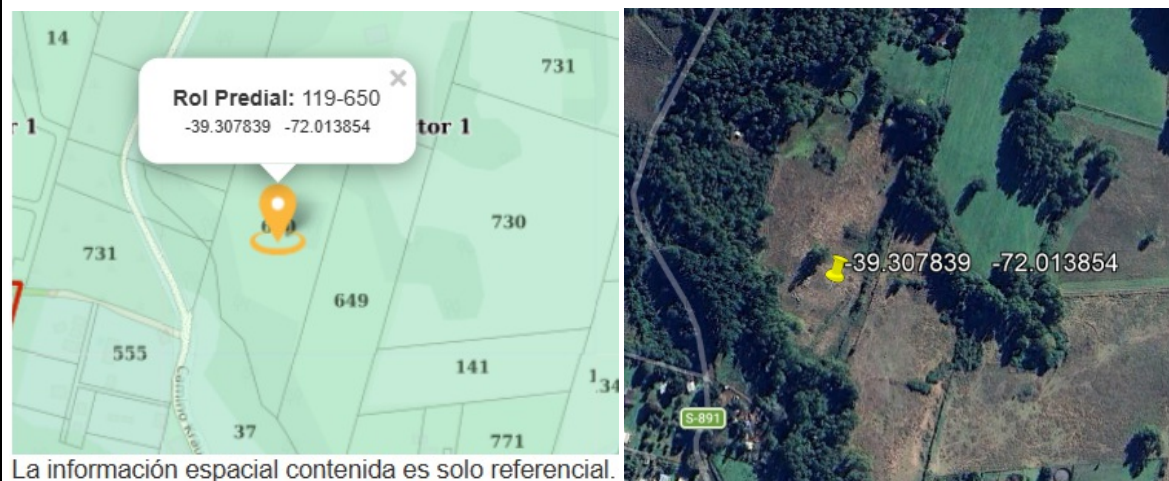 14
731
Rol Predial: 119-650
-39.307839 -72.013854
r 1
tor 1
730
731
649
555
141
37
771
Camino
La información espacial contenida es solo referencial.
-39.307839 -72.013854
S-891